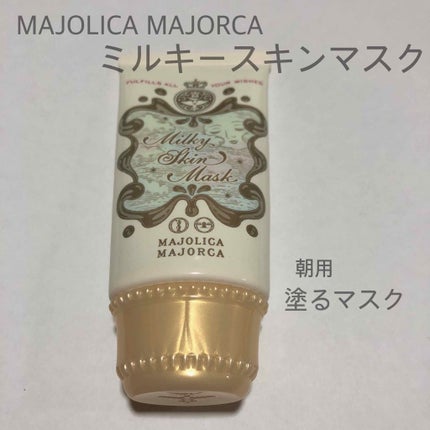 MAJOLICA MAJORCA
ミルキースキンマスク
FULFILLS ALL YOUR WISHES
Milky
Skin
Mask
MAJOLICA
MAJORCA
朝用
塗るマスク